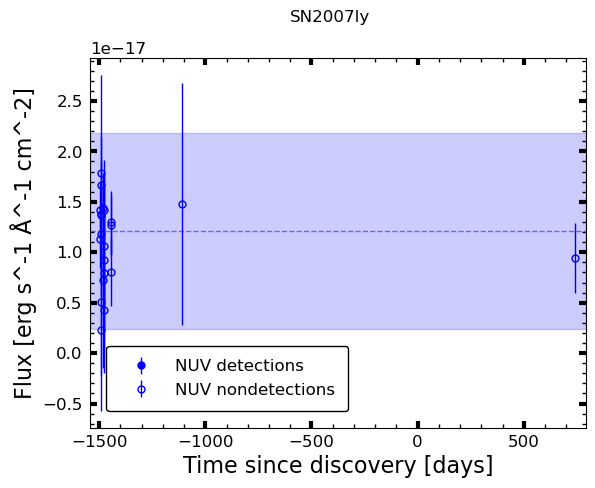 SN2007ly
1e−17
Flux [erg s^-1 Å^-1 cm^-2]
2.5
2.0
1.5
1.0
0.5
0.0
−0.5
NUV detections
NUV nondetections
−1500 −1000 −500 0 500
Time since discovery [days]